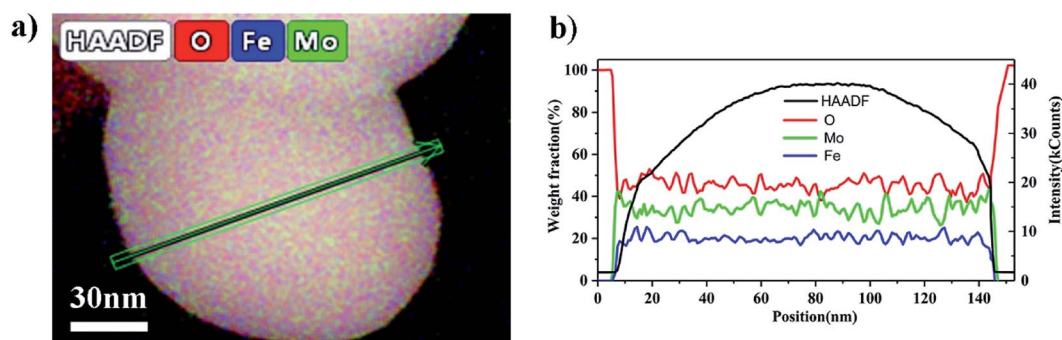 a)
HAADF O Fe Mo
30nm
b)
100
80
60
40
20
0
Weight fraction(%)
HAADF
O
Mo
Fe
40
30
20
10
0
Intensity(kCounts)
0 20 40 60 80 100 120 140
Position(nm)